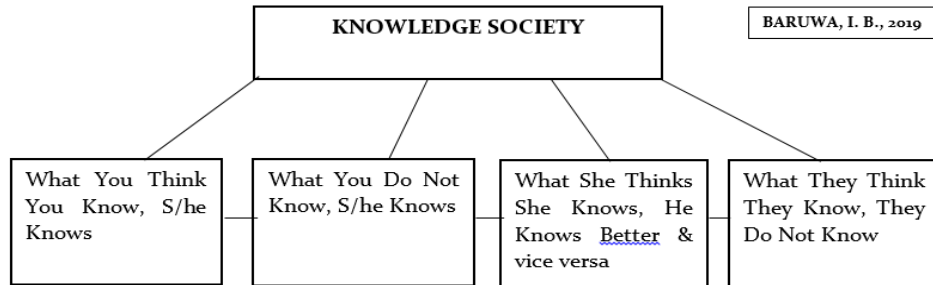 KNOWLEDGE SOCIETY
BARUWA, I. B., 2019
What You Think
You Know, S/he
Knows
What You Do Not
Know, S/he Knows
What She Thinks
She Knows, He
Knows Better &
vice versa
What They Think
They Know, They
Do Not Know